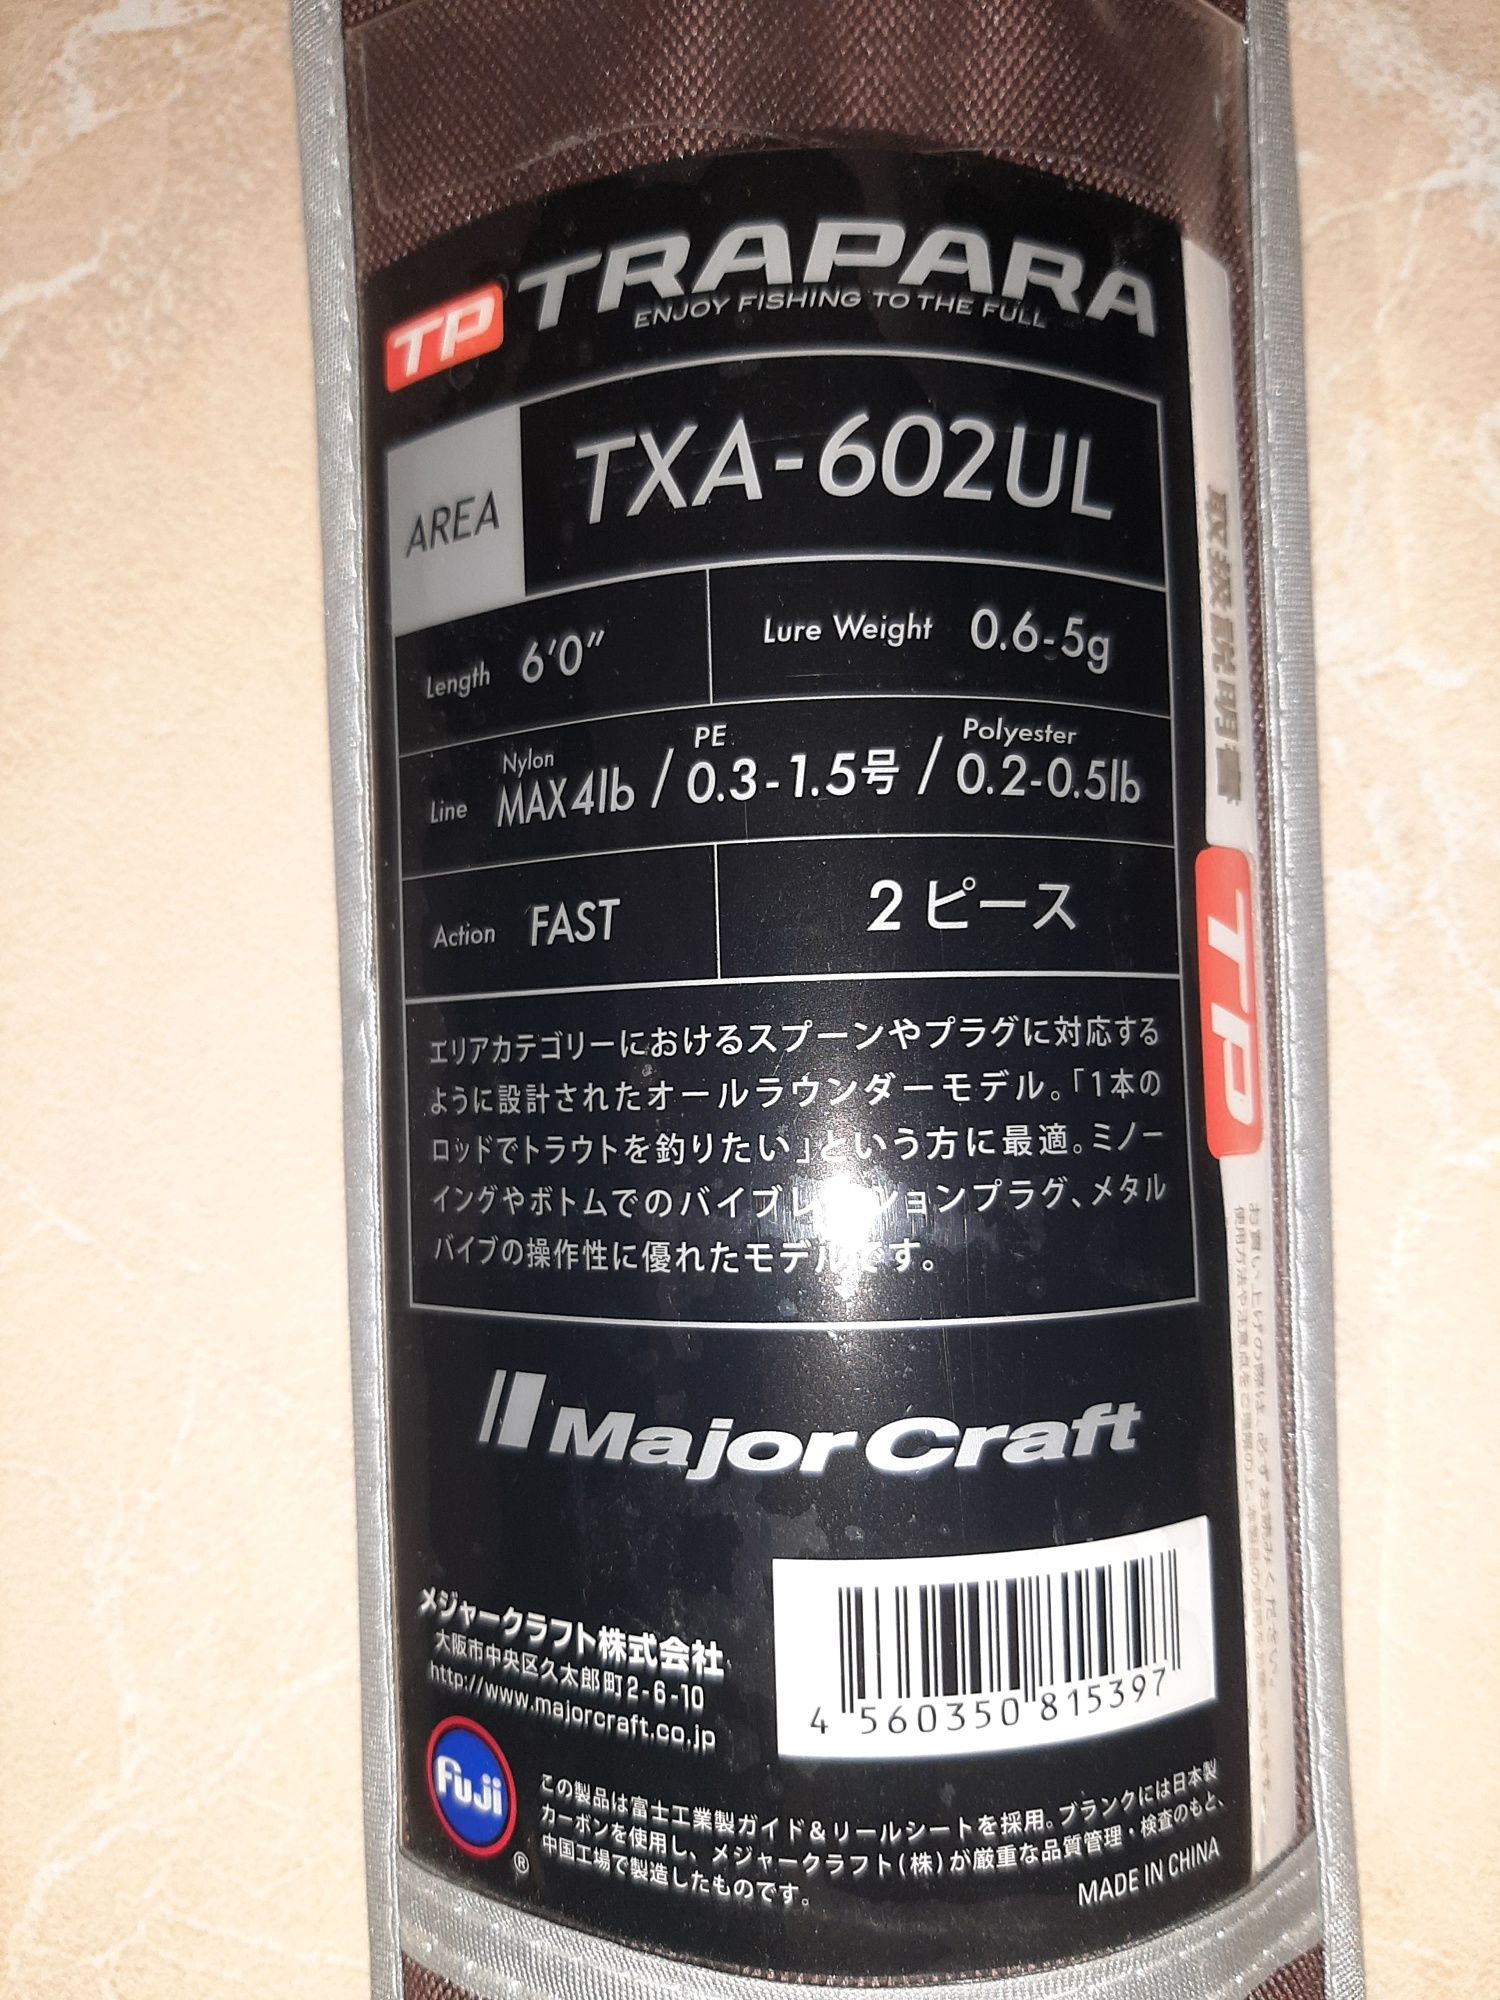 TP TRAPARA
ENJOY FISHING TO THE FULL
AREA
TXA-602UL
Length 6'0"
Lure Weight 0.6-5g
Line Nylon MAX4lb / PE 0.3-1.5号 / Polyester 0.2-0.5lb
Action FAST
2ピース
エリアカテゴリーにおけるスプーンやプラグに対応する
ように設計されたオールラウンダーモデル。「1本の
ロッドでトラウトを釣りたい」という方に最適。ミノー
イングやボトムでのバイブレーションプラグ、メタル
バイブの操作性に優れたモデルです。
Major Craft
メジャークラフト株式会社
大阪市中央区久太郎町2-6-10
http://www.majorcraft.co.jp
4 560350 815397
Fuji
®
この製品は富士工業製ガイド&リールシートを採用。ブランクには日本製
カーボンを使用し、メジャークラフト(株)が厳重な品質管理・検査のもと、
中国工場で製造したものです。
MADE IN CHINA
取扱説明書
TP